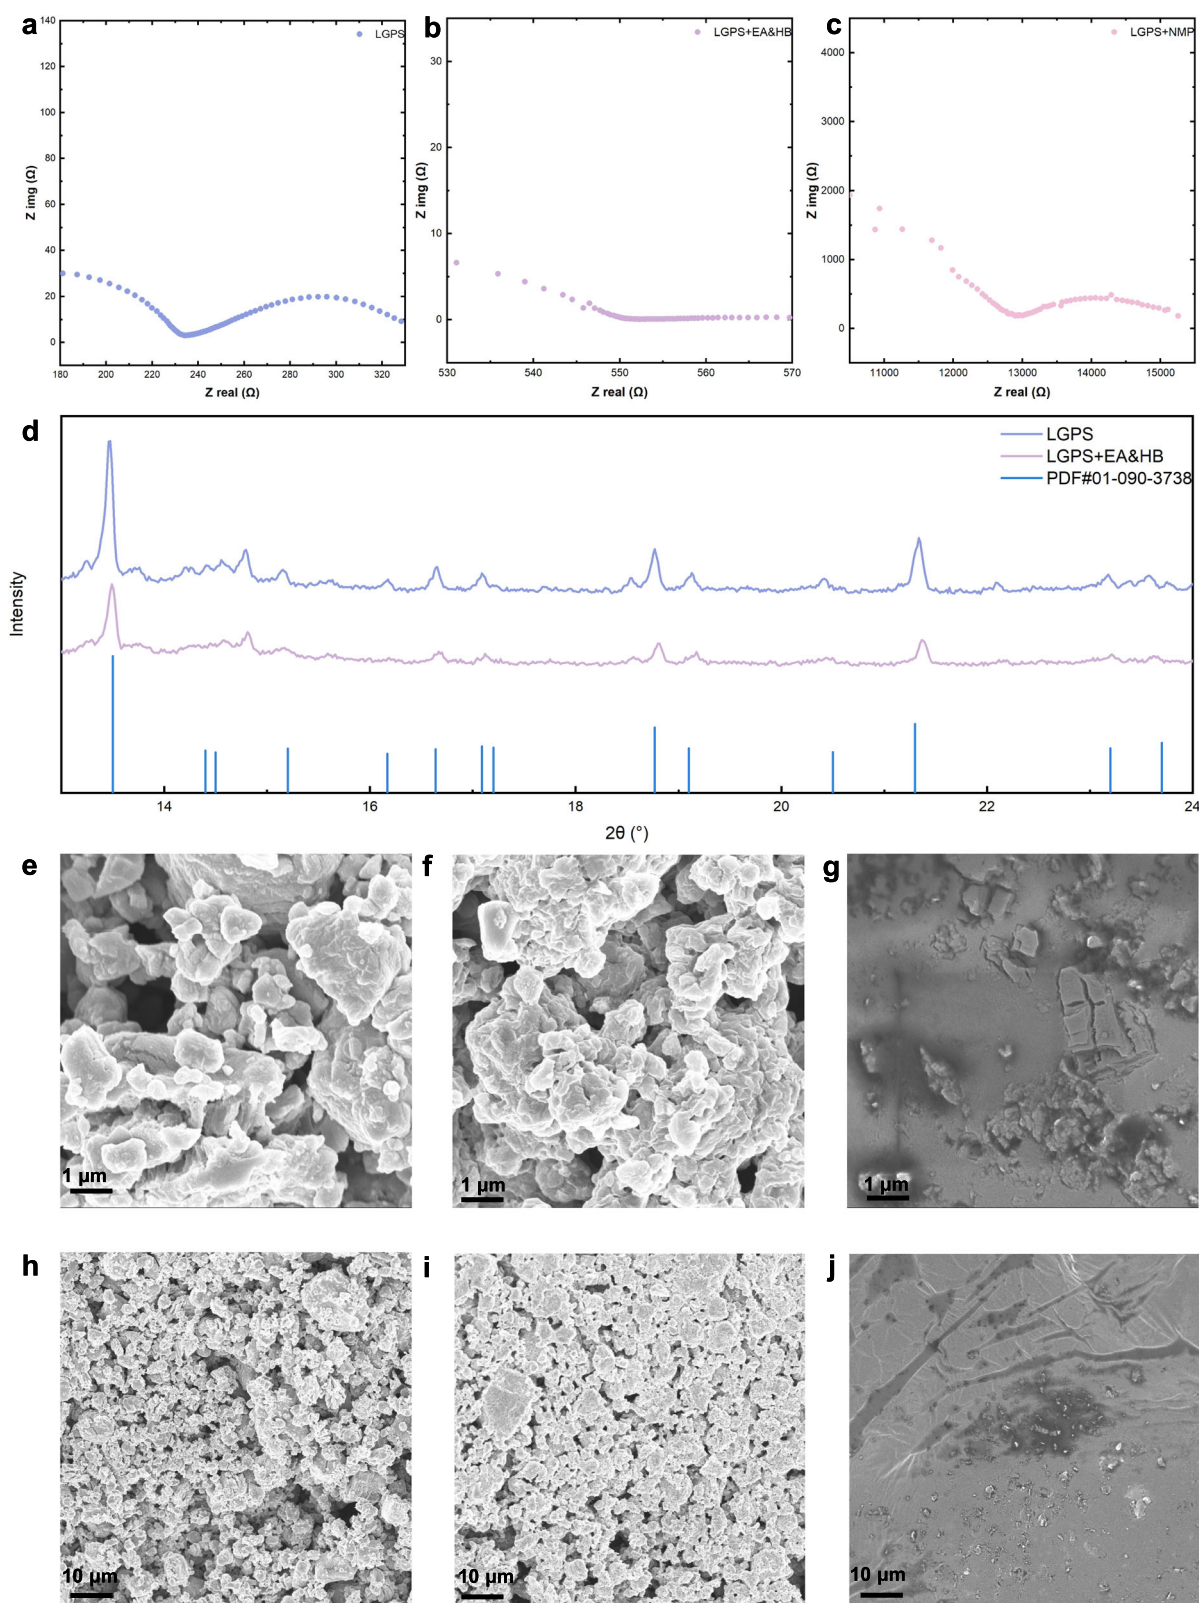 a
LGPS
140
120
100
80
60
40
20
0
Z img (Ω)
180 200 220 240 260 280 300 320
Z real (Ω)
b
LGPS+EA&HB
30
20
10
0
Z img (Ω)
530 540 550 560 570
Z real (Ω)
c
LGPS+NMP
4000
3000
2000
1000
0
Z img (Ω)
11000 12000 13000 14000 15000
Z real (Ω)
d
LGPS
LGPS+EA&HB
PDF#01-090-3738
Intensity
14 16 18 20 22 24
2θ (°)
e
1 μm
f
1 μm
g
1 μm
h
10 μm
i
10 μm
j
10 μm